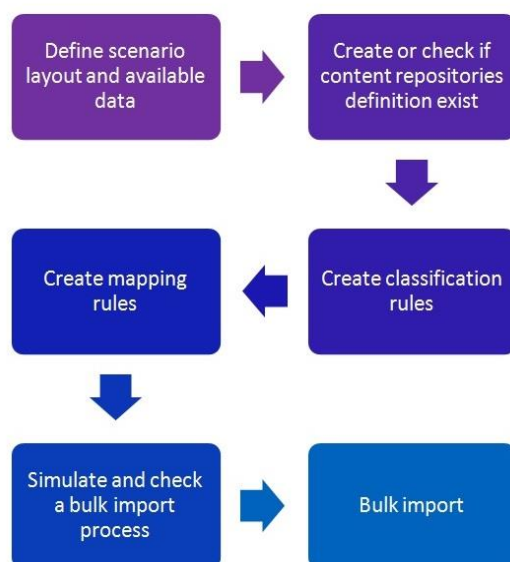 Define scenario
layout and available
data
Create or check if
content repositories
definition exist
Create classification
rules
Create mapping
rules
Simulate and check
a bulk import
process
Bulk import